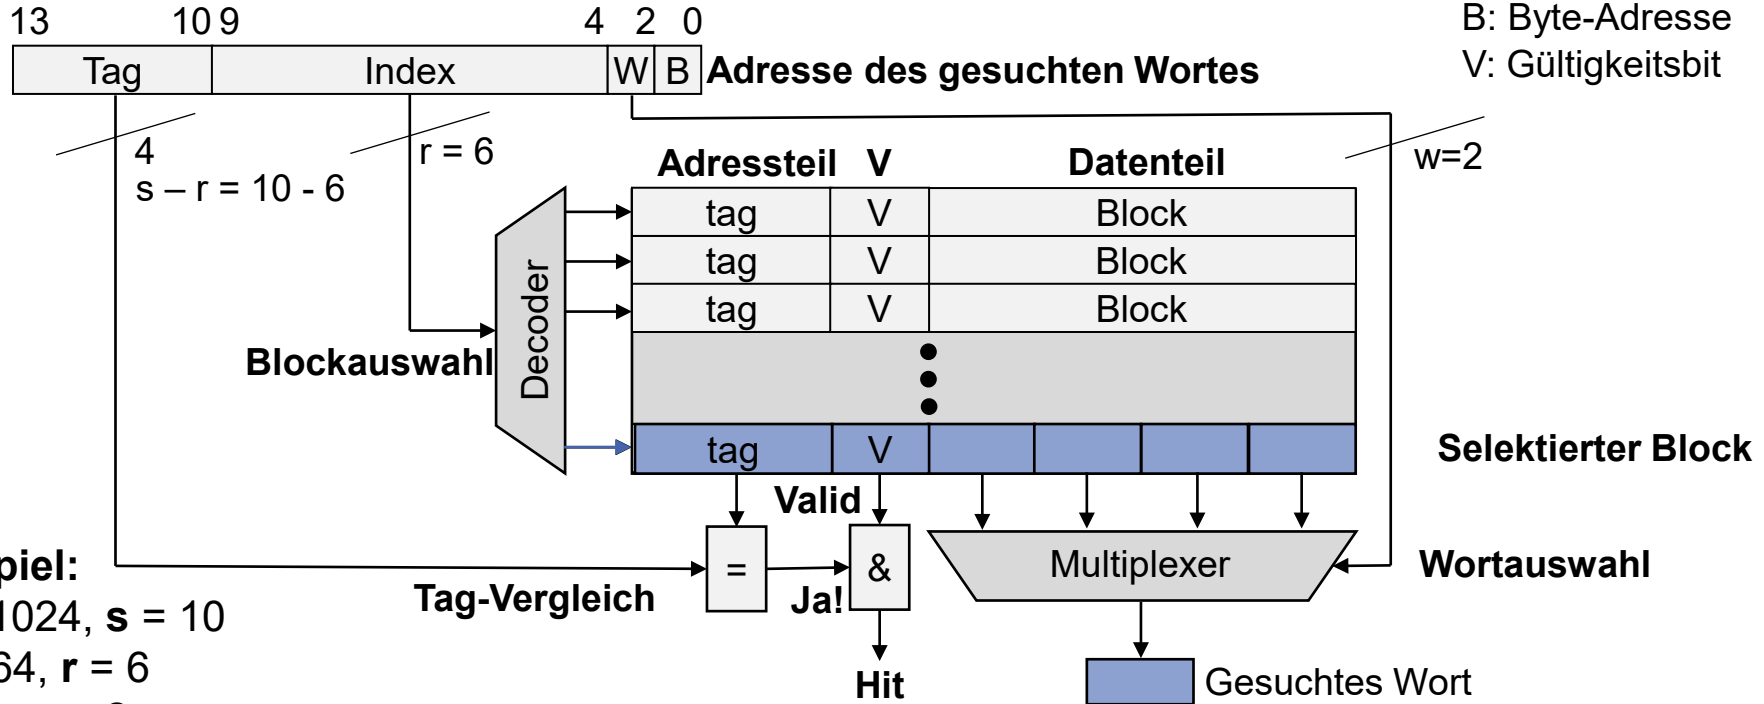 13 10 9 4 2 0
B: Byte-Adresse
Tag Index W B Adresse des gesuchten Wortes
V: Gültigkeitsbit
4
s – r = 10 - 6
r = 6
w=2
Adressteil V Datenteil
tag V Block
tag V Block
tag V Block
Decoder
Blockauswahl
tag V
Selektierter Block
Valid
= & Multiplexer
Wortauswahl
Tag-Vergleich
Ja!
Hit
Gesuchtes Wort
piel:
1024, s = 10
64, r = 6